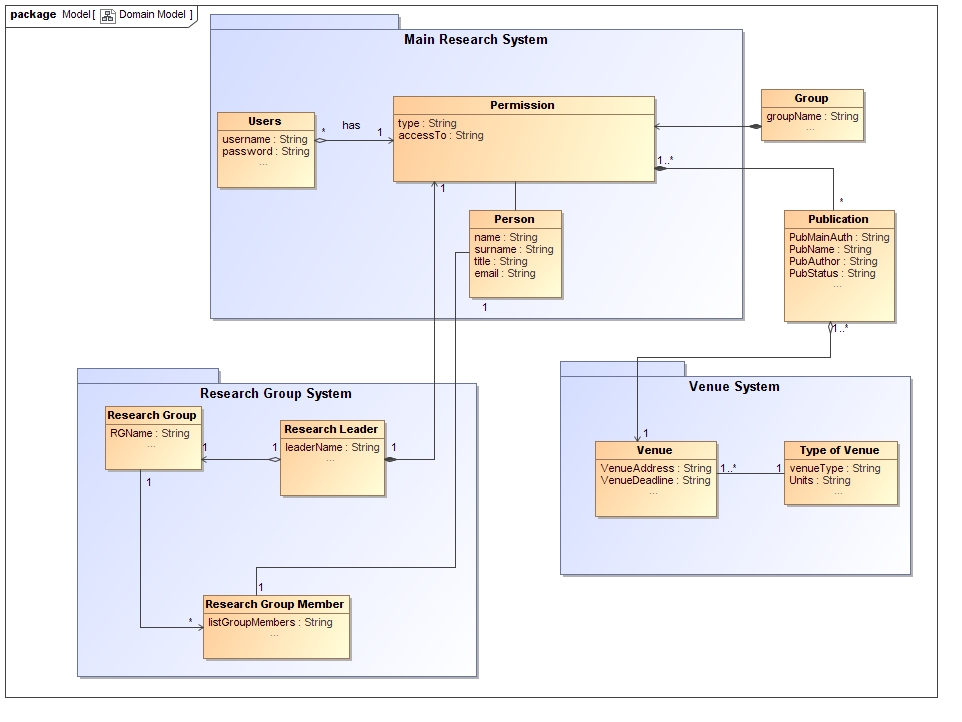 package Model[ Domain Model ]
Main Research System
Users
username : String
password : String
...
*
has
1
Permission
type : String
accessTo : String
Group
groupName : String
...
1..*
*
1
Person
name : String
surname : String
title : String
email : String
1
Publication
PubMainAuth : String
PubName : String
PubAuthor : String
PubStatus : String
...
1..*
Research Group System
Research Group
RGName : String
...
1
1
Research Leader
leaderName : String
...
1
1
*
1
Research Group Member
listGroupMembers : String
...
Venue System
1
Venue
VenueAddress : String
VenueDeadline : String
...
1..*
1
Type of Venue
venueType : String
Units : String
...